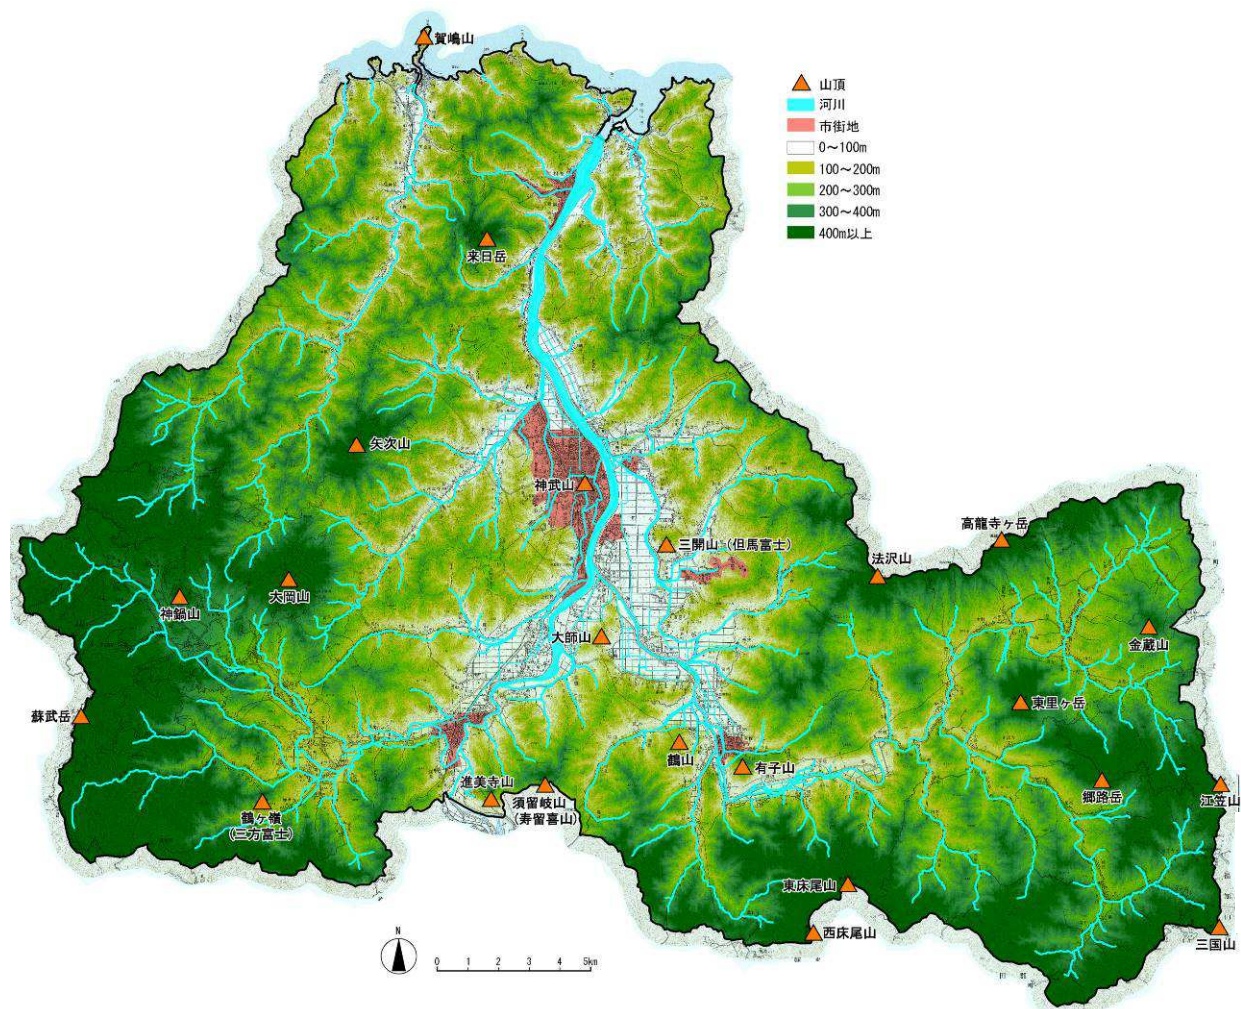 賀嶋山
山頂
河川
市街地
0～100m
100～200m
200～300m
300～400m
400m以上
来日岳
矢次山
神武山
三開山（但馬富士）
高龍寺ヶ岳
法沢山
大岡山
神鍋山
大師山
金蔵山
東里ヶ岳
蘇武岳
鶴山
有子山
郷路岳
江笠山
進美寺山
須留岐山
（寿留喜山）
鶴ヶ嶺
（三方富士）
東床尾山
西床尾山
三国山
N
0 1 2 3 4 5km